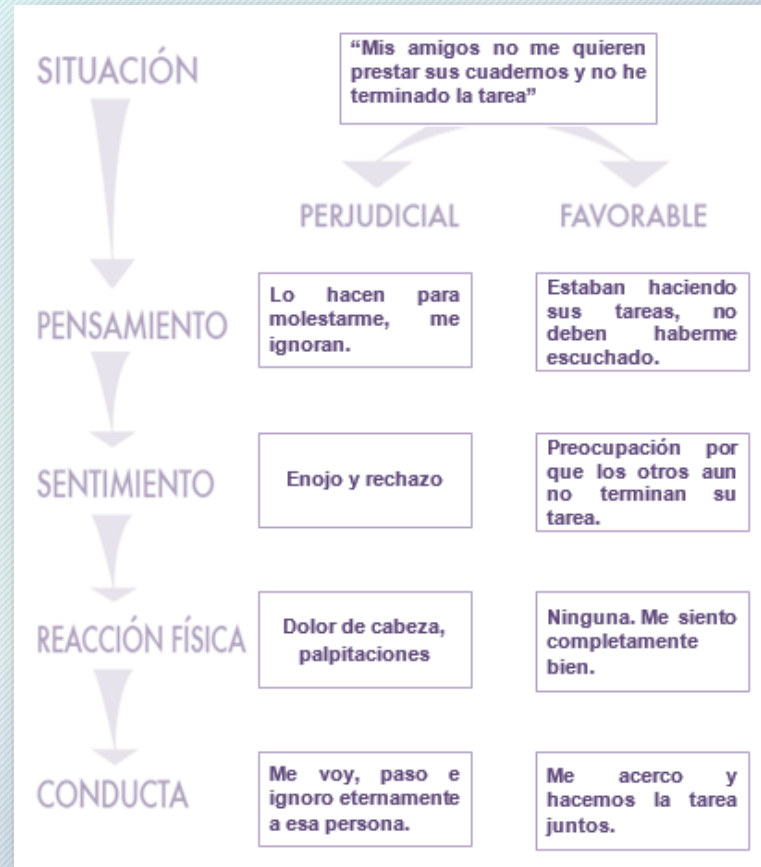 SITUACIÓN
“Mis amigos no me quieren
prestar sus cuadernos y no he
terminado la tarea”
PERJUDICIAL
FAVORABLE
PENSAMIENTO
Lo hacen para
molestarme, me
ignoran.
Estaban haciendo
sus tareas, no
deben haberme
escuchado.
SENTIMIENTO
Enojo y rechazo
Preocupación por
que los otros aun
no terminan su
tarea.
REACCIÓN FÍSICA
Dolor de cabeza,
palpitaciones
Ninguna. Me siento
completamente
bien.
CONDUCTA
Me voy, paso e
ignoro eternamente
a esa persona.
Me acerco y
hacemos la tarea
juntos.